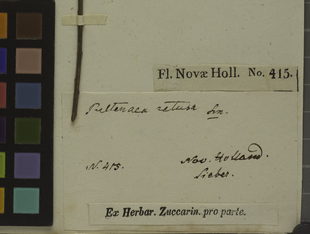 Fl. Novæ Holl. No. 415.
Pultenaea retusa Sm.
N. 415.
Nov. Holland.
Sieber.
Ex Herbar. Zuccarin. pro parte.